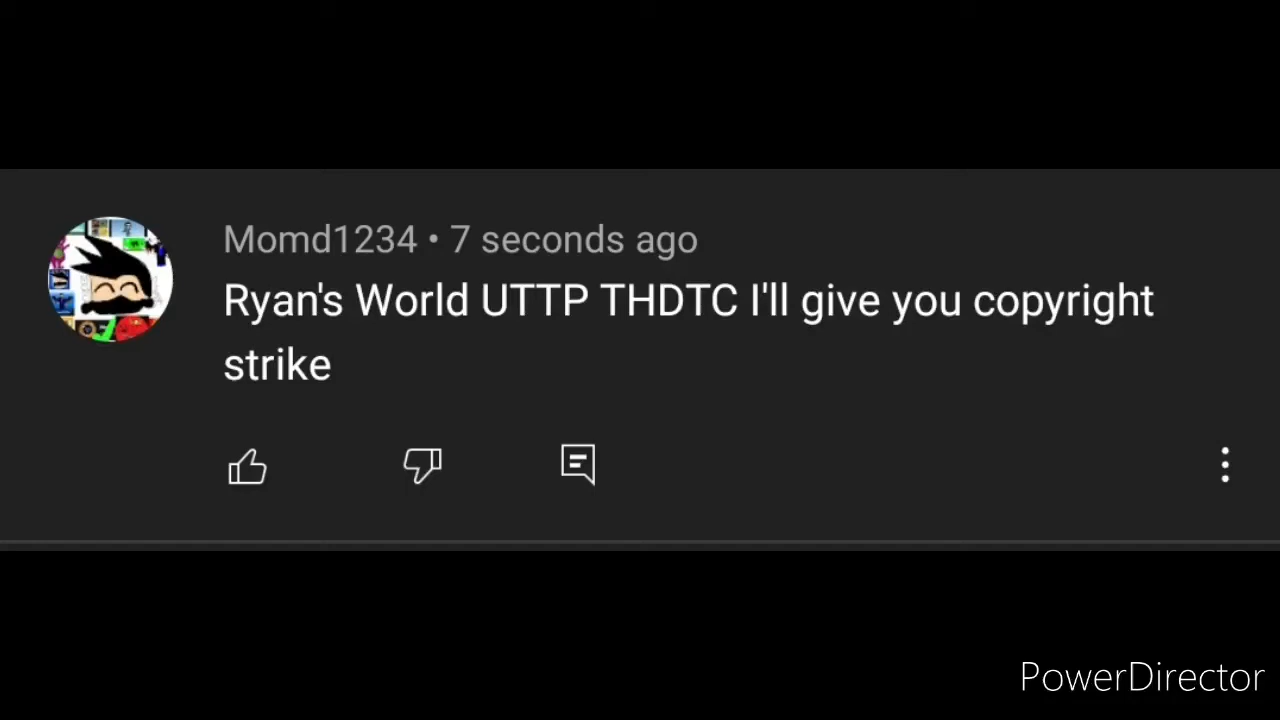 Momd1234 • 7 seconds ago
Ryan's World UTTP THDTC I'll give you copyright
strike
PowerDirector